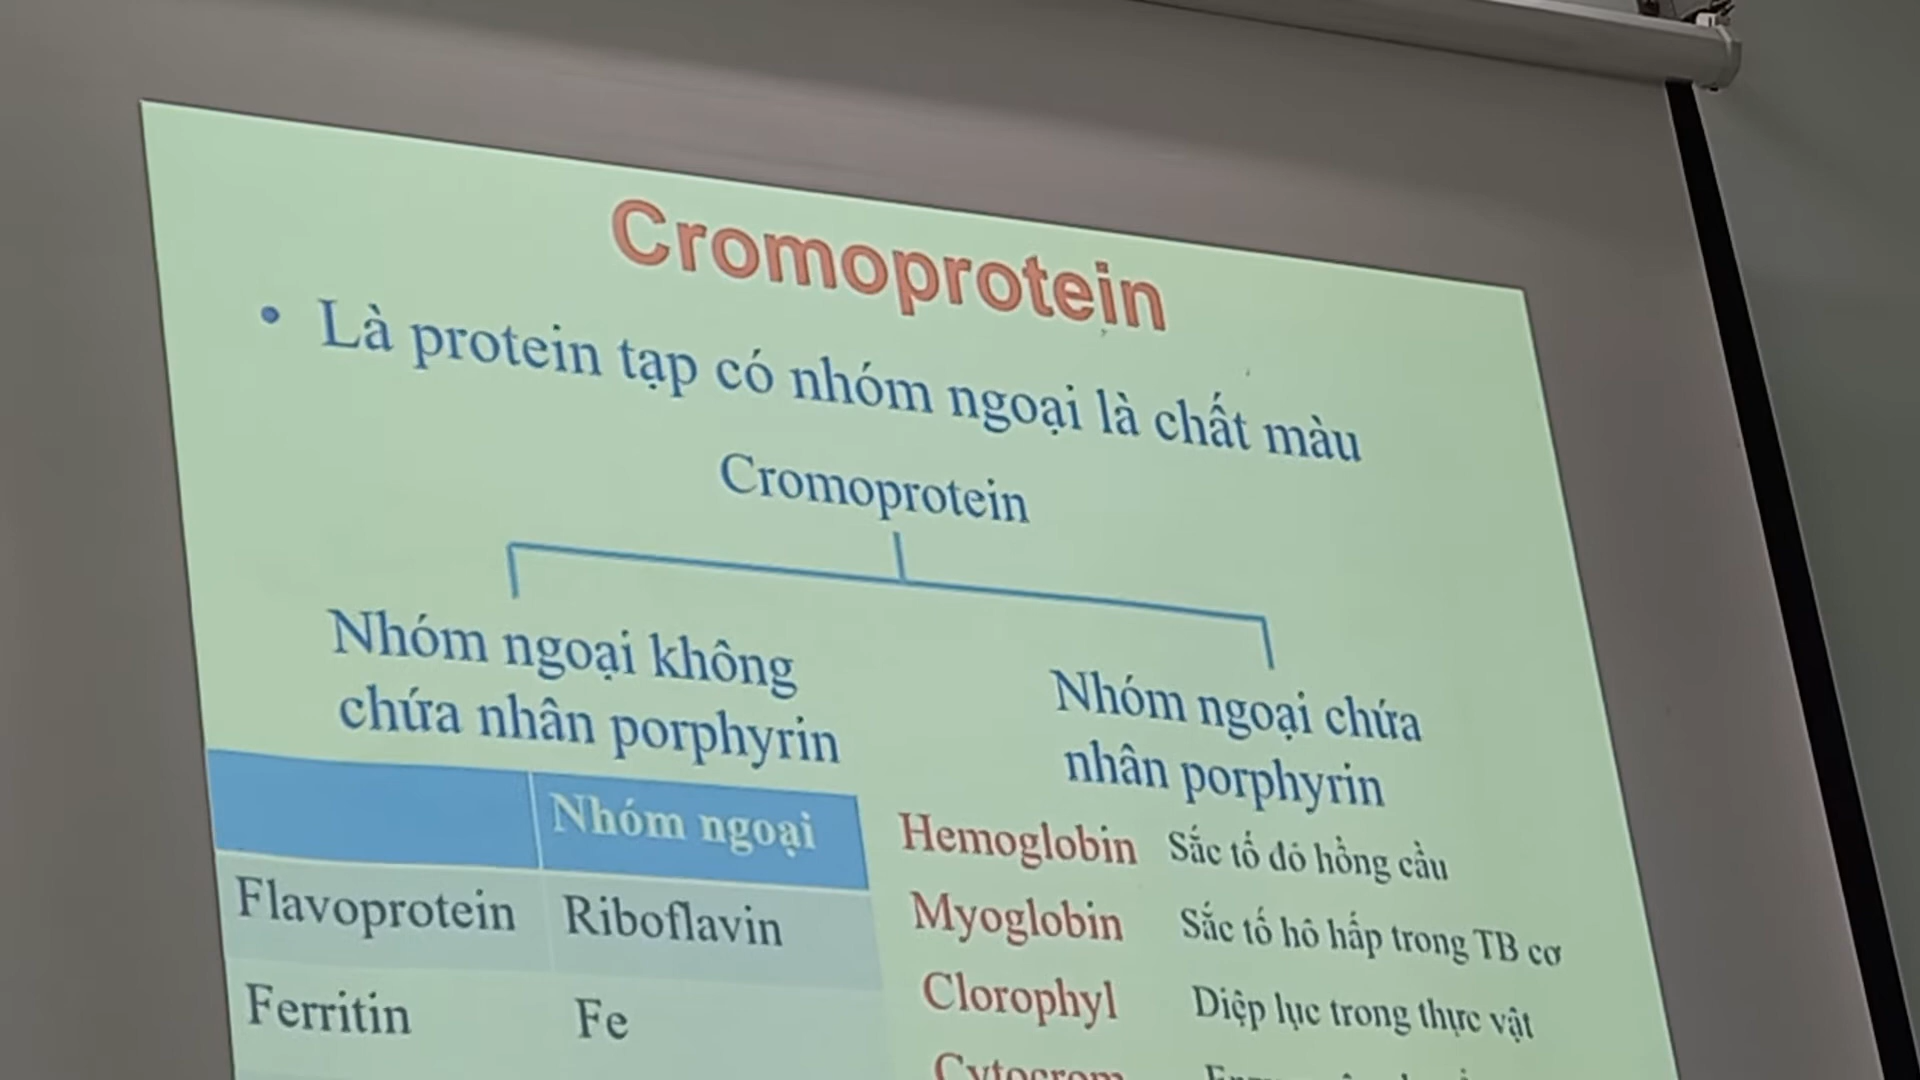 Cromoprotein
• Là protein tạp có nhóm ngoại là chất màu
Cromoprotein
Nhóm ngoại không
chứa nhân porphyrin
Nhóm ngoại chứa
nhân porphyrin
Nhóm ngoại
Flavoprotein Riboflavin
Ferritin Fe
Hemoglobin Sắc tố đỏ hồng cầu
Myoglobin Sắc tố hô hấp trong TB cơ
Clorophyl Diệp lục trong thực vật
Cytocrom